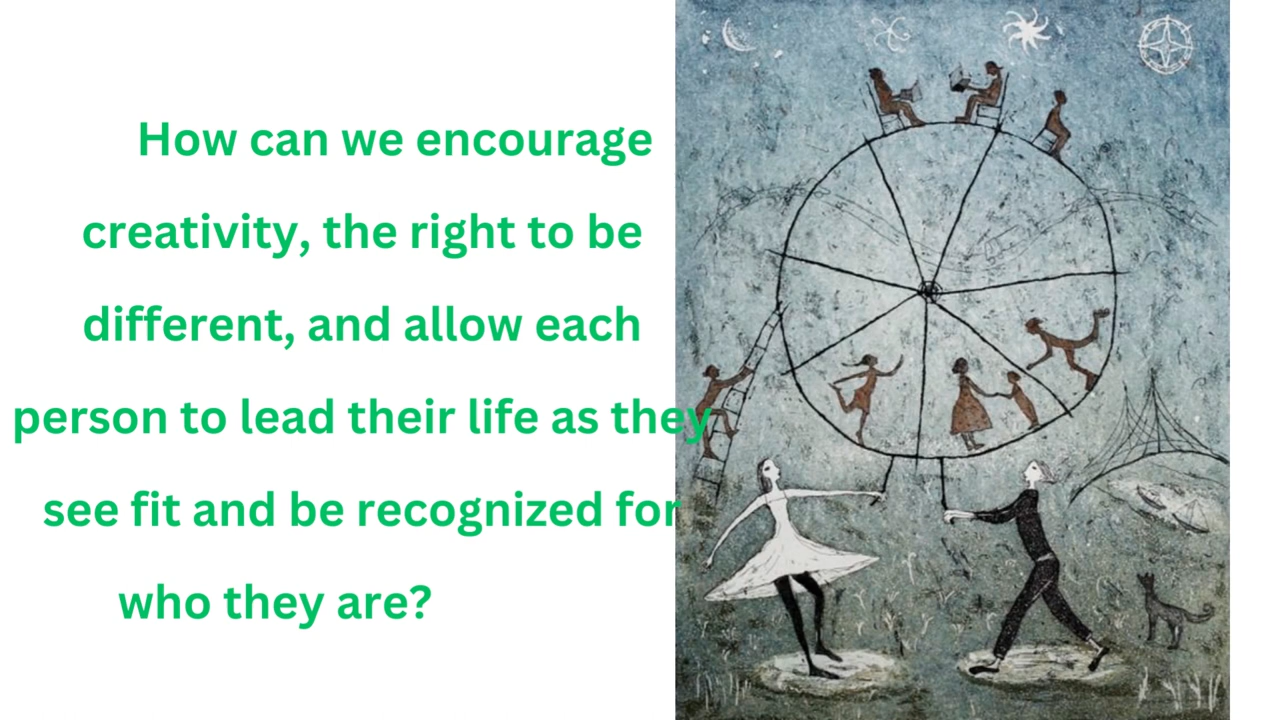 How can we encourage
creativity, the right to be
different, and allow each
person to lead their life as they
see fit and be recognized for
who they are?